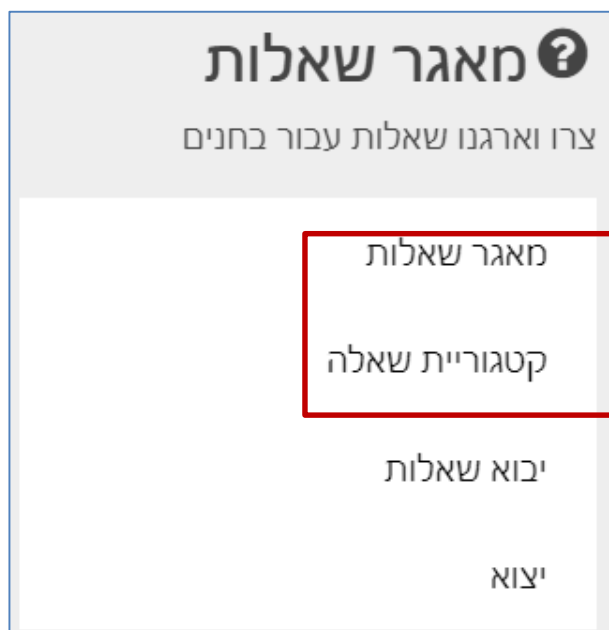 מאגר שאלות
צרו וארגנו שאלות עבור בחנים
מאגר שאלות
קטגוריית שאלה
יבוא שאלות
יצוא